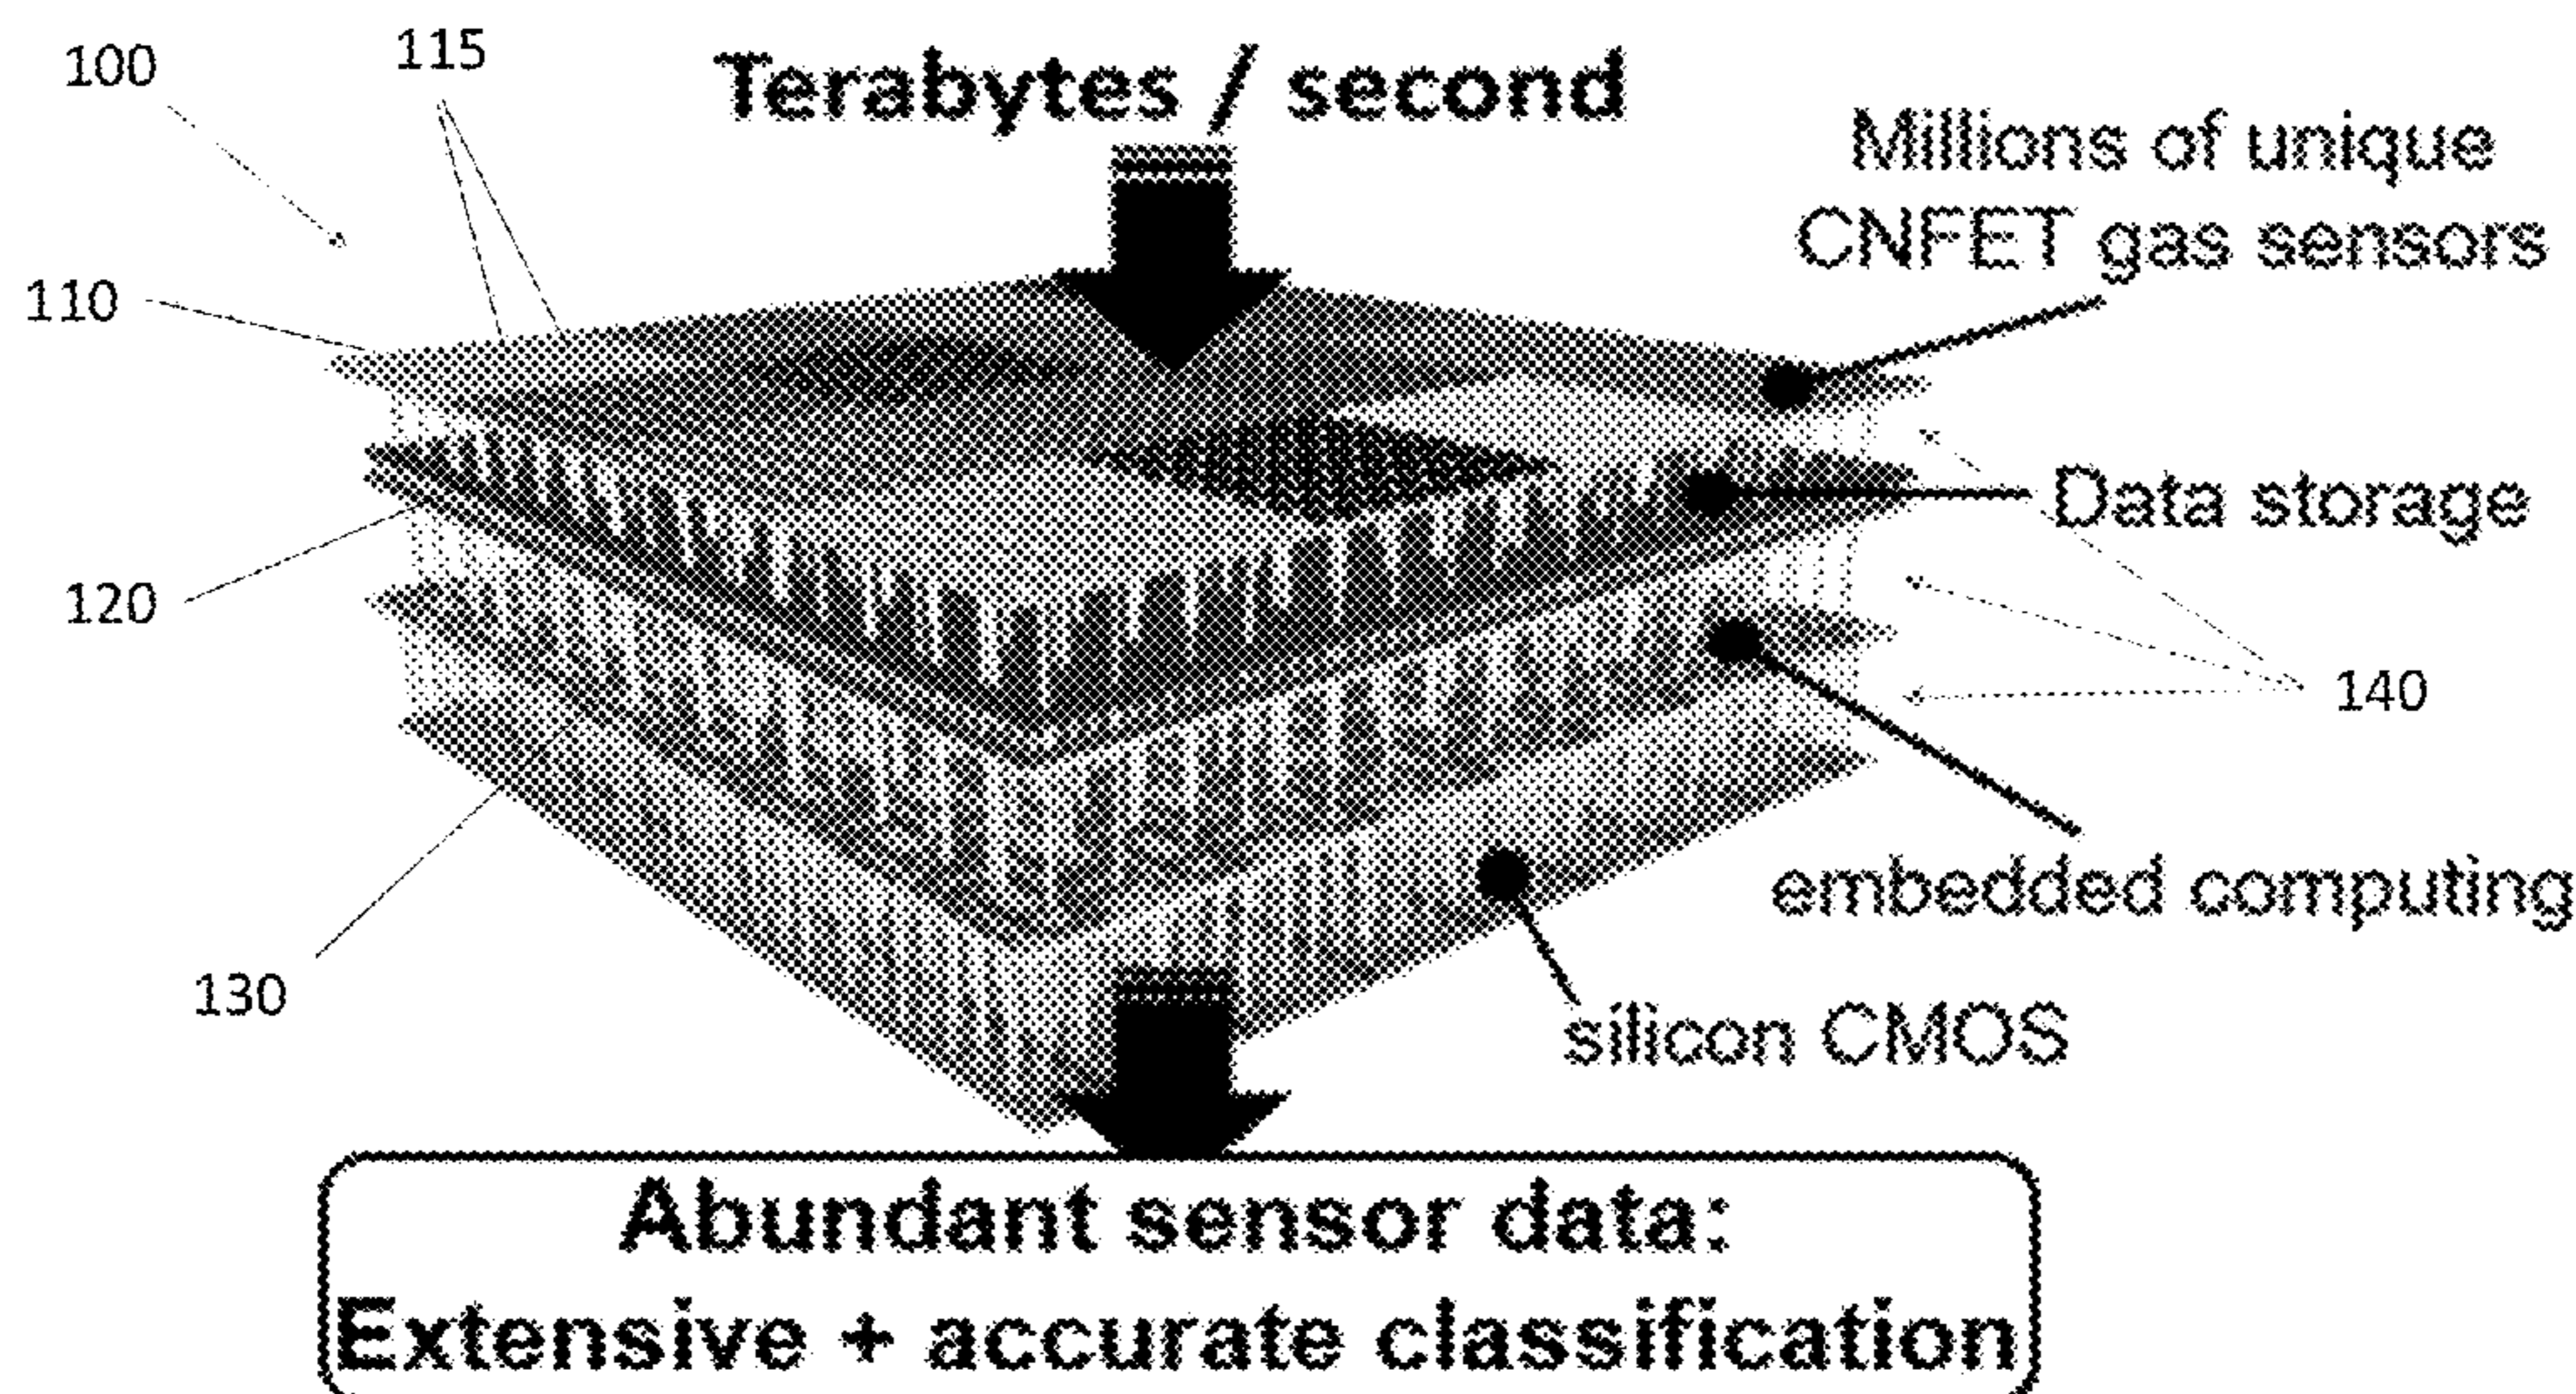 100
115
Terabytes / second
Millions of unique
CNFET gas sensors
110
Data storage
120
140
embedded computing
130
silicon CMOS
Abundant sensor data:
Extensive + accurate classification